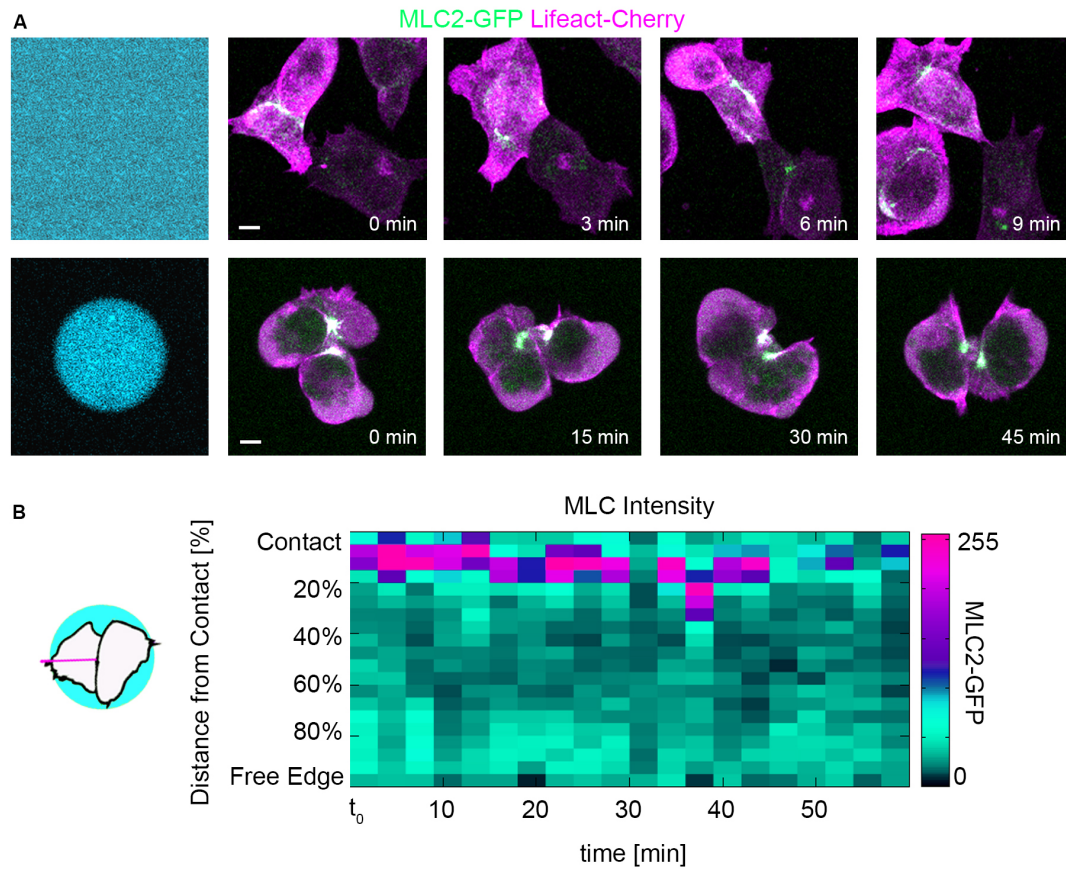 A
MLC2-GFP Lifeact-Cherry
0 min
3 min
6 min
9 min
0 min
15 min
30 min
45 min
B
MLC Intensity
Distance from Contact [%]
Contact
20%
40%
60%
80%
Free Edge
t0
10
20
30
40
50
time [min]
255
0
MLC2-GFP